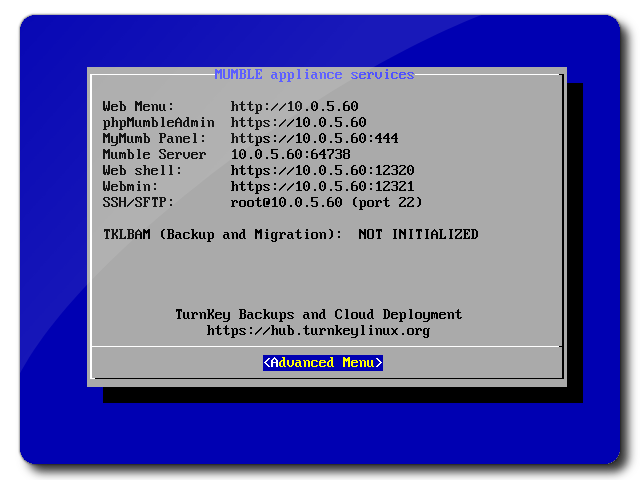 MUMBLE appliance services
Web Menu: http://10.0.5.60
phpMumbleAdmin https://10.0.5.60
MyMumb Panel: https://10.0.5.60:444
Mumble Server 10.0.5.60:64738
Web shell: https://10.0.5.60:12320
Webmin: https://10.0.5.60:12321
SSH/SFTP: root@10.0.5.60 (port 22)
TKLBAM (Backup and Migration): NOT INITIALIZED
TurnKey Backups and Cloud Deployment
https://hub.turnkeylinux.org
<Advanced Menu>